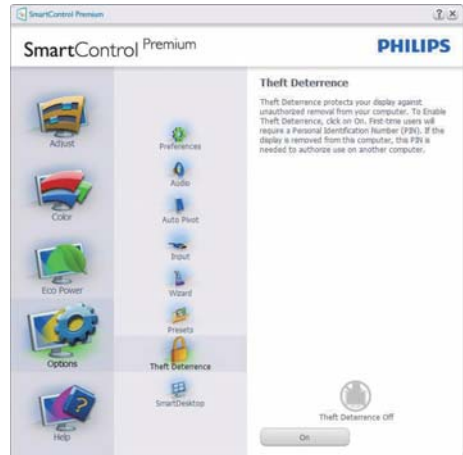 SmartControl Premium
SmartControl Premium
PHILIPS
Adjust
Color
Eco Power
Options
Help
Preferences
Audio
Auto Pivot
Input
Wizard
Presets
Theft Deterrence
SmartDesktop
Theft Deterrence
Theft Deterrence protects your display against
unauthorized removal from your computer. To Enable
Theft Deterrence, click on On. First-time users will
require a Personal Identification Number (PIN). If the
display is removed from this computer, this PIN is
needed to authorize use on another computer.
Theft Deterrence Off
On